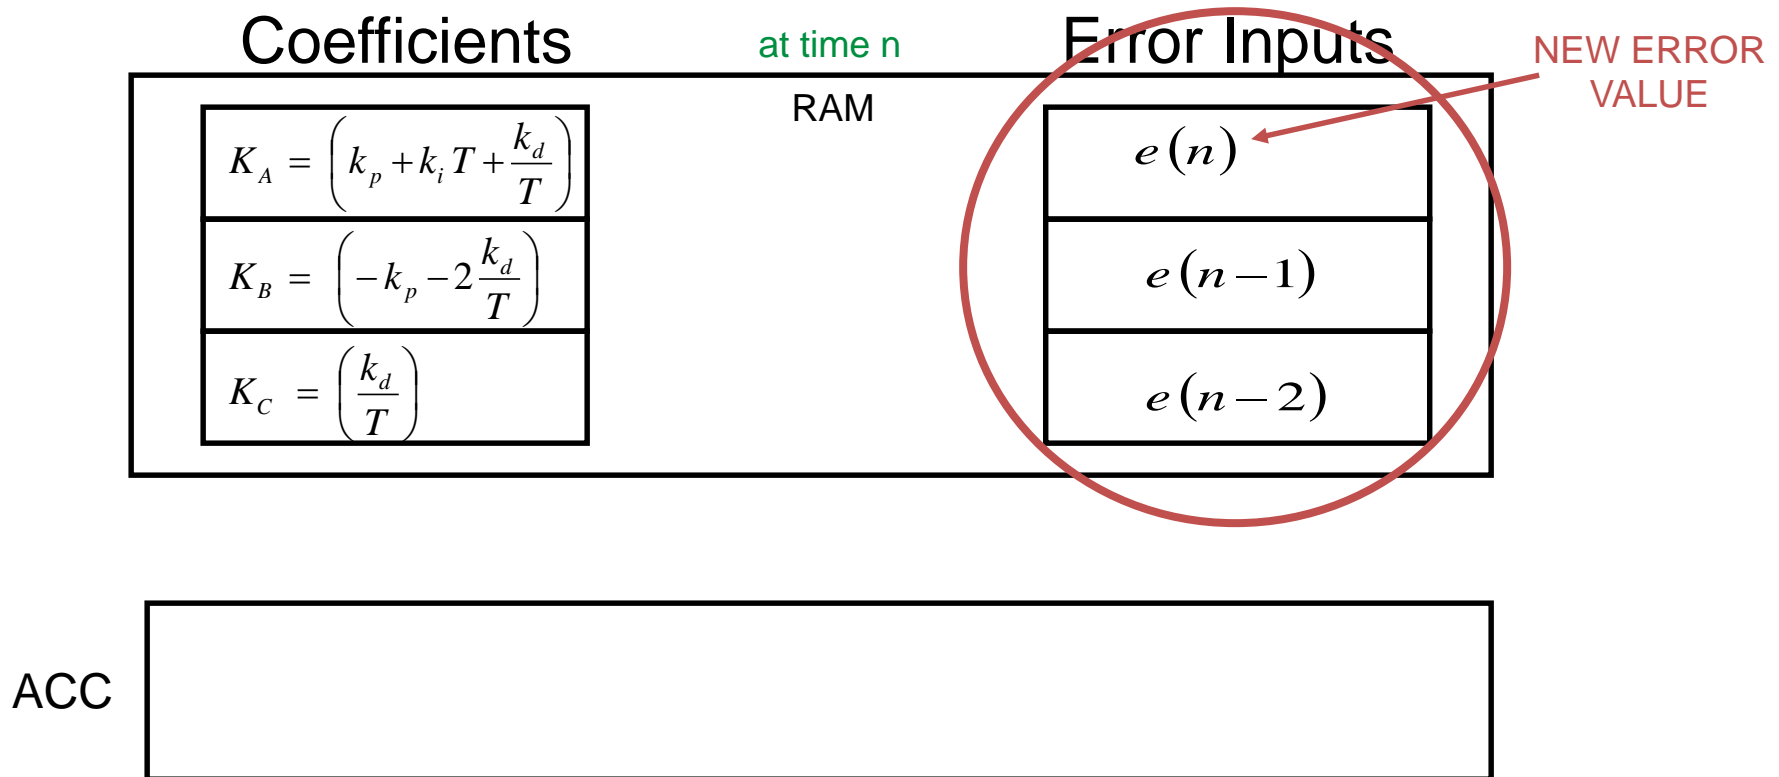 Coefficients
at time n
Error Inputs
NEW ERROR
VALUE
RAM
K_A = (k_p + k_i T + k_d/T)
e(n)
K_B = (−k_p − 2 k_d/T)
e(n−1)
K_C = (k_d/T)
e(n−2)
ACC